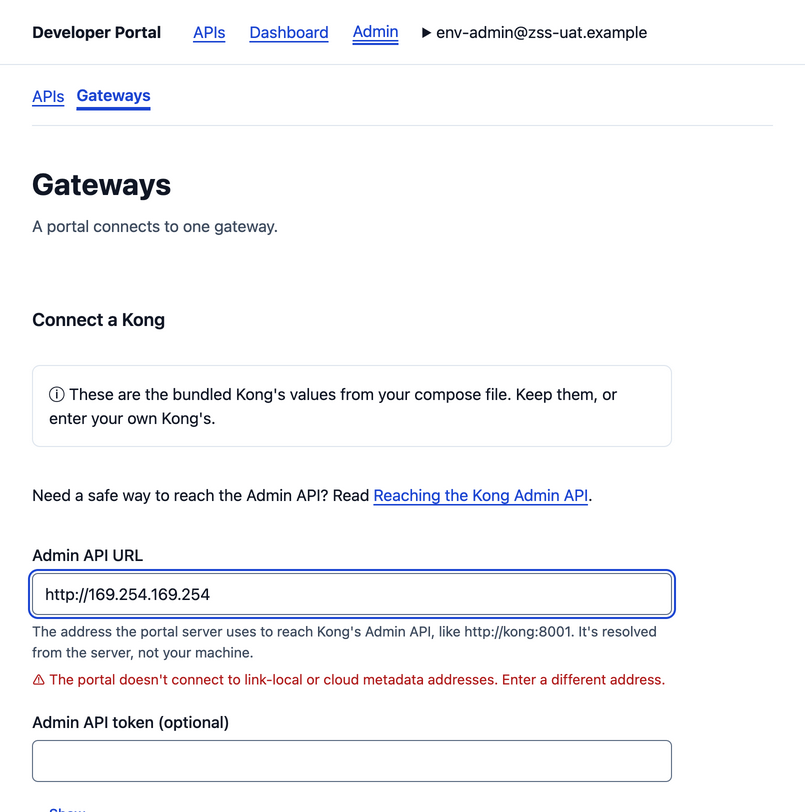 Developer Portal APIs Dashboard Admin ▶ env-admin@zss-uat.example
APIs Gateways
Gateways
A portal connects to one gateway.
Connect a Kong
ⓘ These are the bundled Kong's values from your compose file. Keep them, or
enter your own Kong's.
Need a safe way to reach the Admin API? Read Reaching the Kong Admin API.
Admin API URL
http://169.254.169.254
The address the portal server uses to reach Kong's Admin API, like http://kong:8001. It's resolved
from the server, not your machine.
⚠ The portal doesn't connect to link-local or cloud metadata addresses. Enter a different address.
Admin API token (optional)